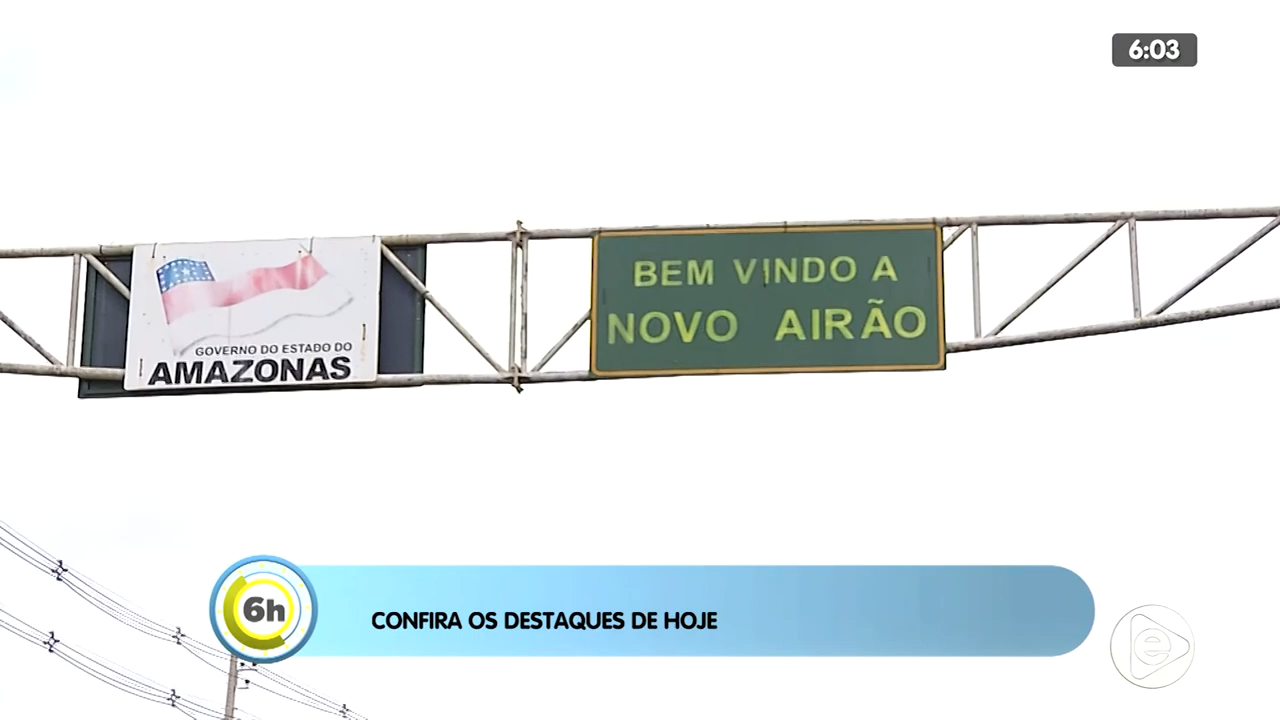 6:03
GOVERNO DO ESTADO DO
AMAZONAS
BEM VINDO A
NOVO AIRÃO
6h
CONFIRA OS DESTAQUES DE HOJE
e